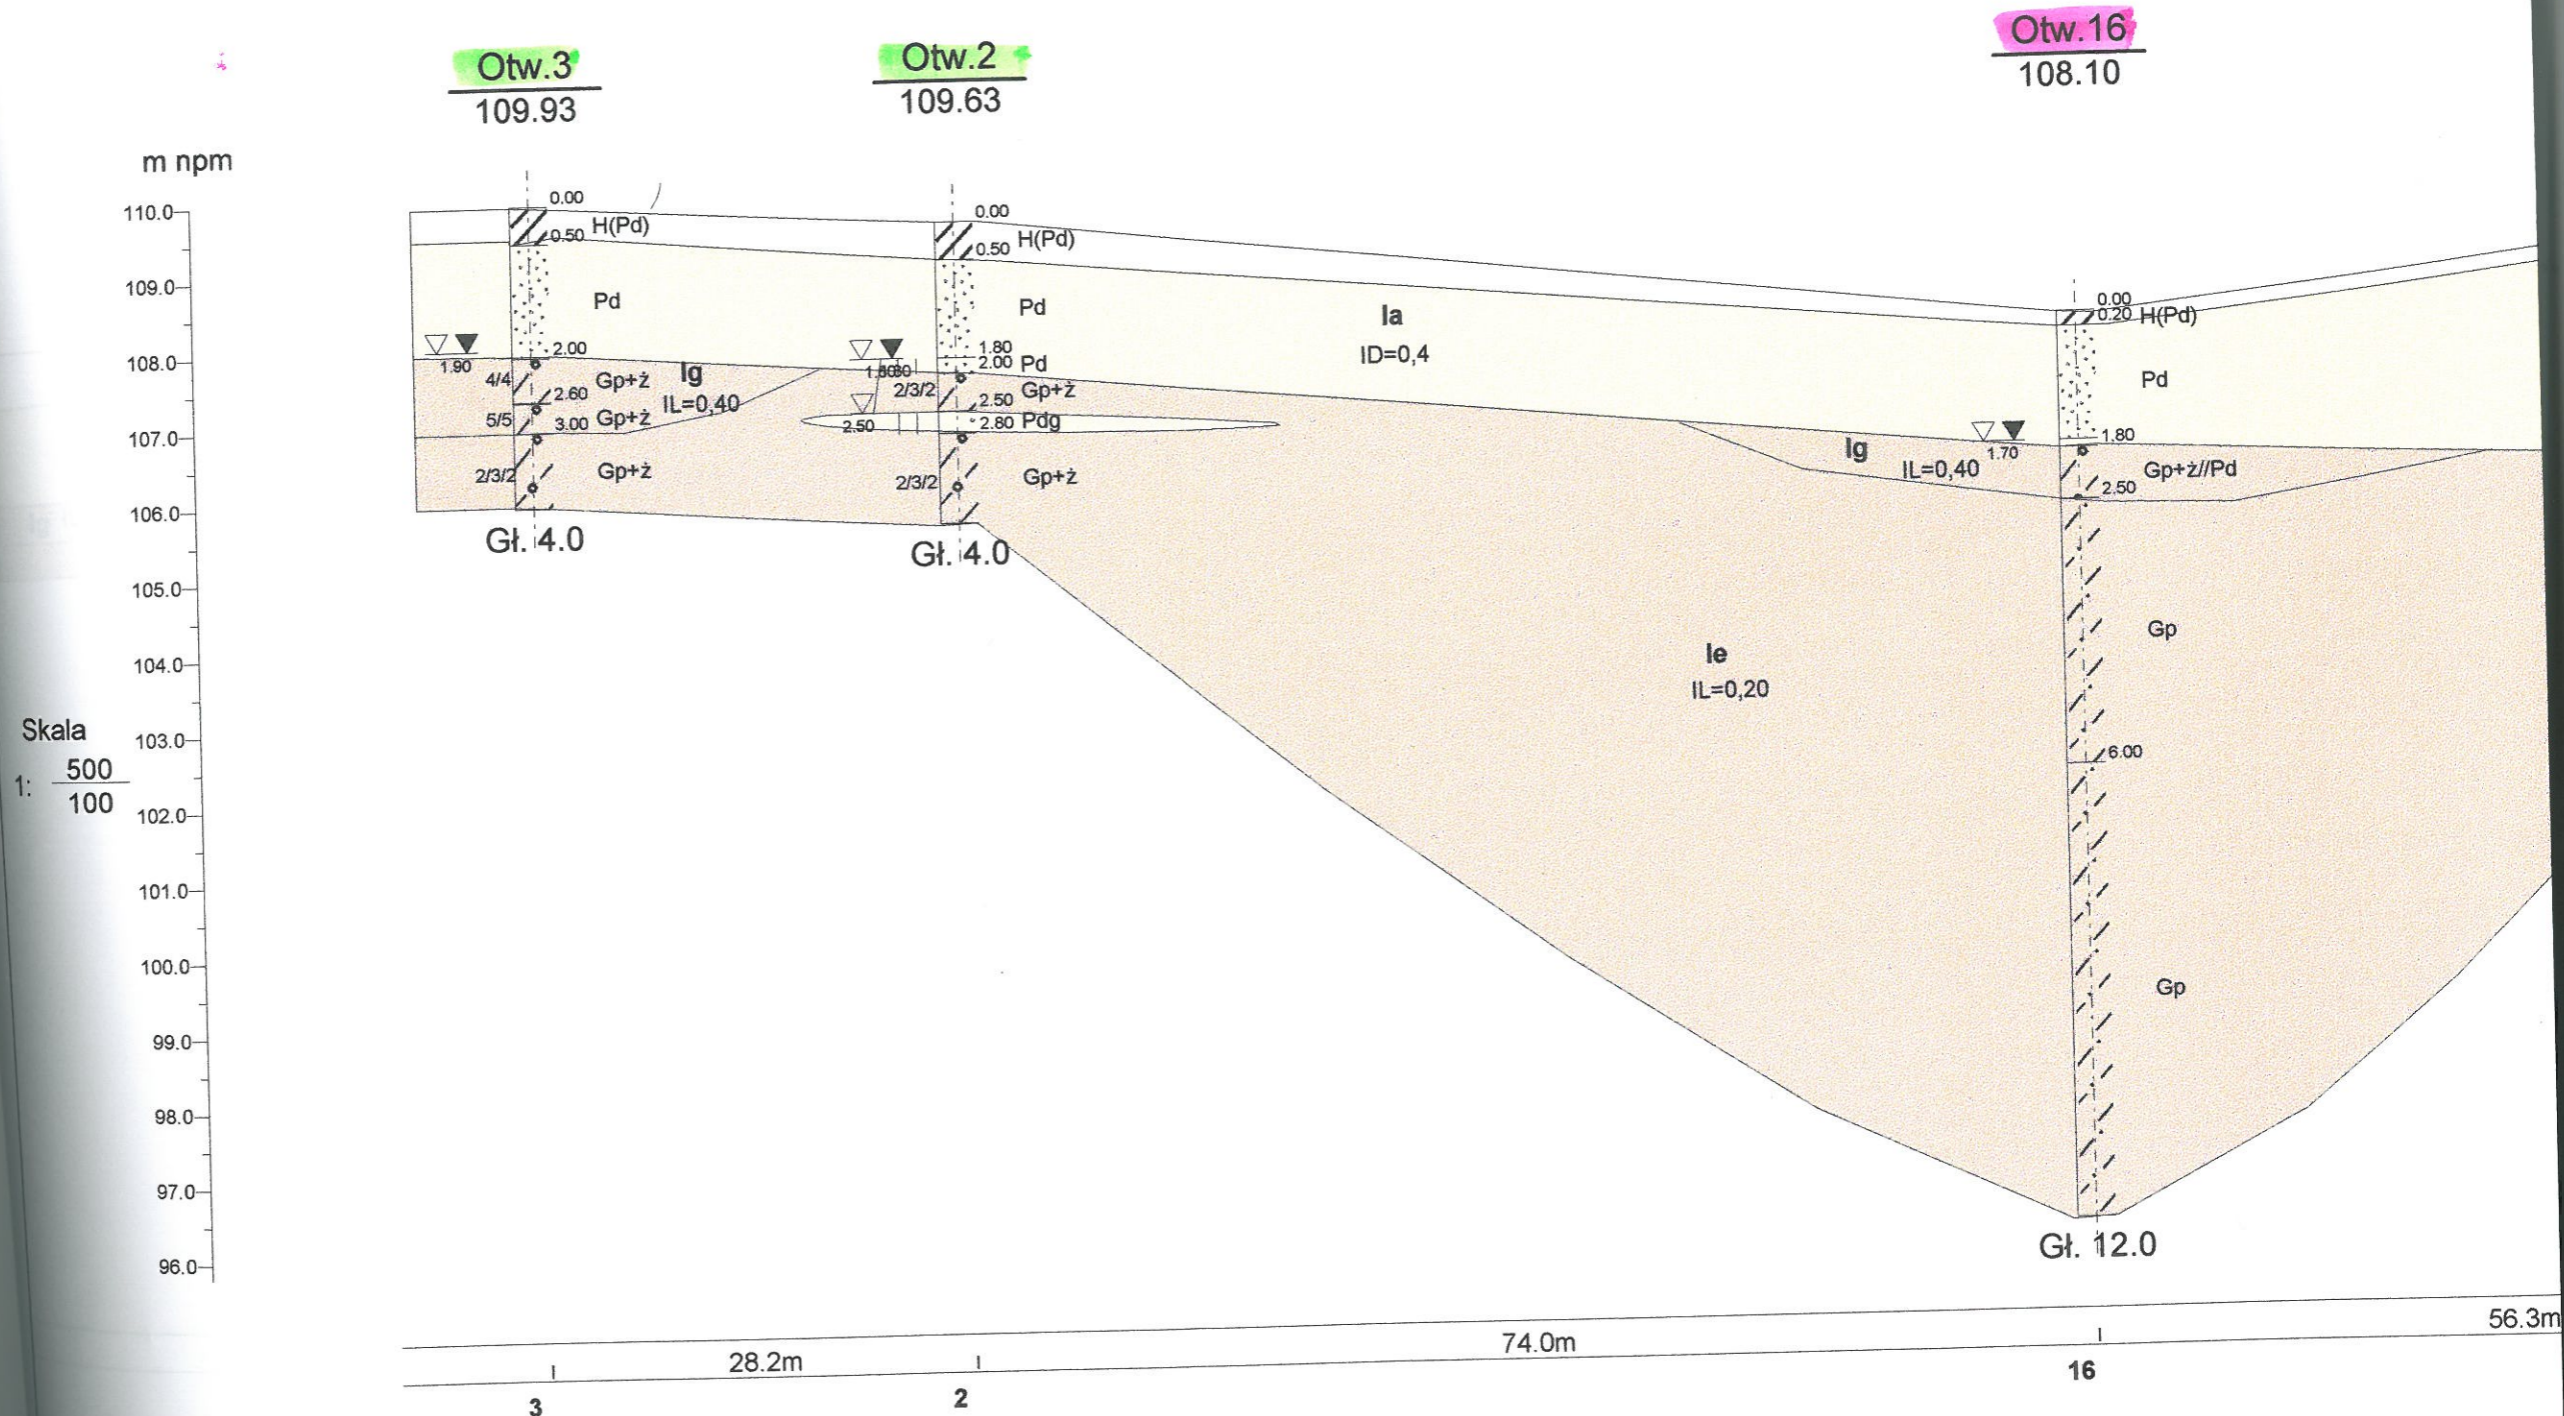 Otw.3
109.93
Otw.2
109.63
Otw.16
108.10
m npm
110.0
109.0
108.0
107.0
106.0
105.0
104.0
103.0
102.0
101.0
100.0
99.0
98.0
97.0
96.0
Skala
1: 500
100
0.00
H(Pd)
0.50
Pd
2.00
1.90
4/4
Gp+ż
2.60
5/5
Gp+ż
3.00
2/3/2
Gp+ż
Gł. 4.0
Ig
IL=0,40
0.00
H(Pd)
0.50
Pd
1.80
2.00 Pd
2/3/2
Gp+ż
2.50
2.50
2.80 Pdg
2/3/2
Gp+ż
Gł. 4.0
Ia
ID=0,4
Ig
IL=0,40
Ie
IL=0,20
0.00
0.20 H(Pd)
Pd
1.80
1.70
Gp+ż//Pd
2.50
Gp
6.00
Gp
Gł. 12.0
28.2m
74.0m
56.3m
3
2
16